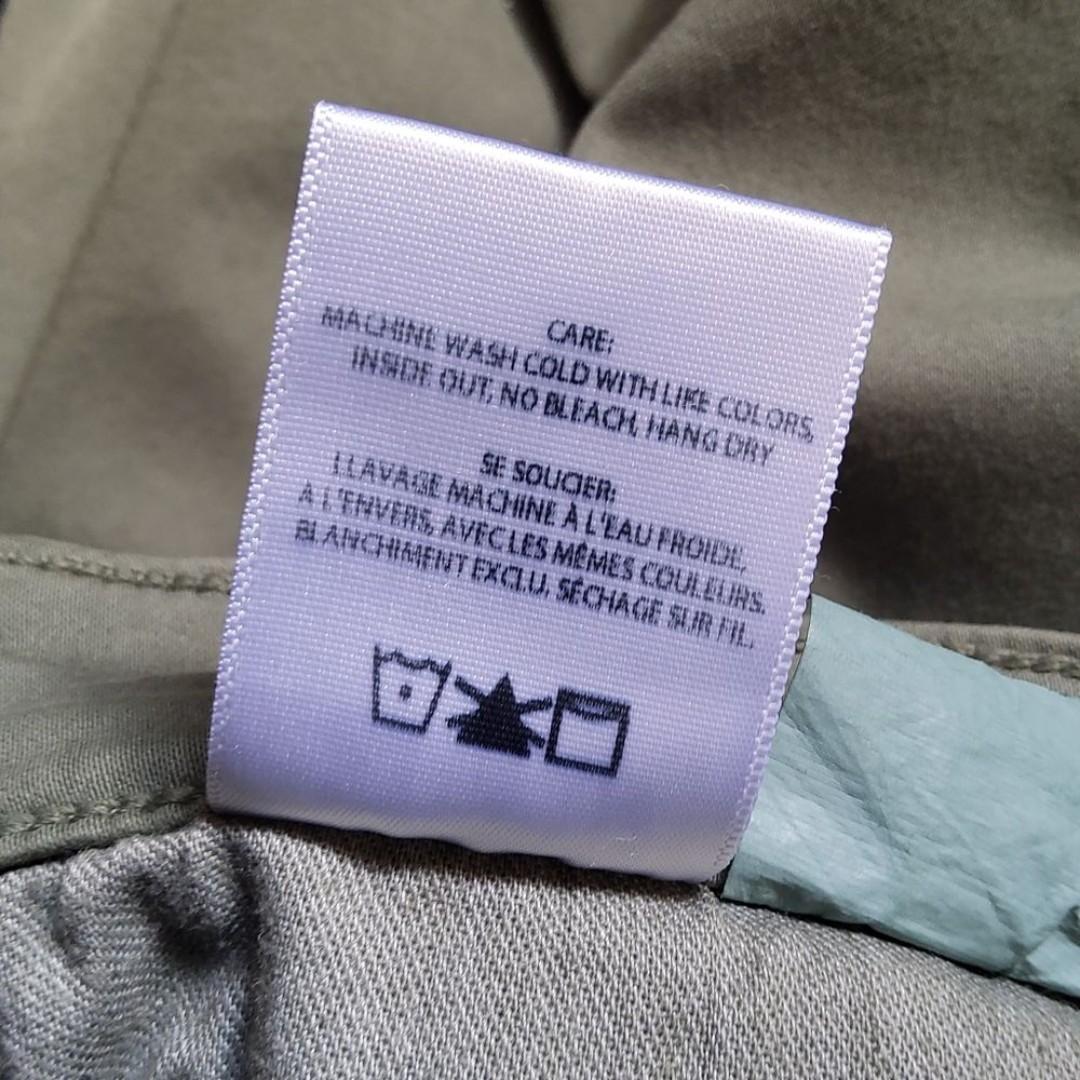 CARE:
MACHINE WASH COLD WITH LIKE COLORS,
INSIDE OUT, NO BLEACH, HANG DRY
SE SOUCIER:
LLAVAGE MACHINE À L'EAU FROIDE,
A L'ENVERS, AVEC LES MÊMES COULEURS.
BLANCHIMENT EXCLU. SÉCHAGE SUR FIL.